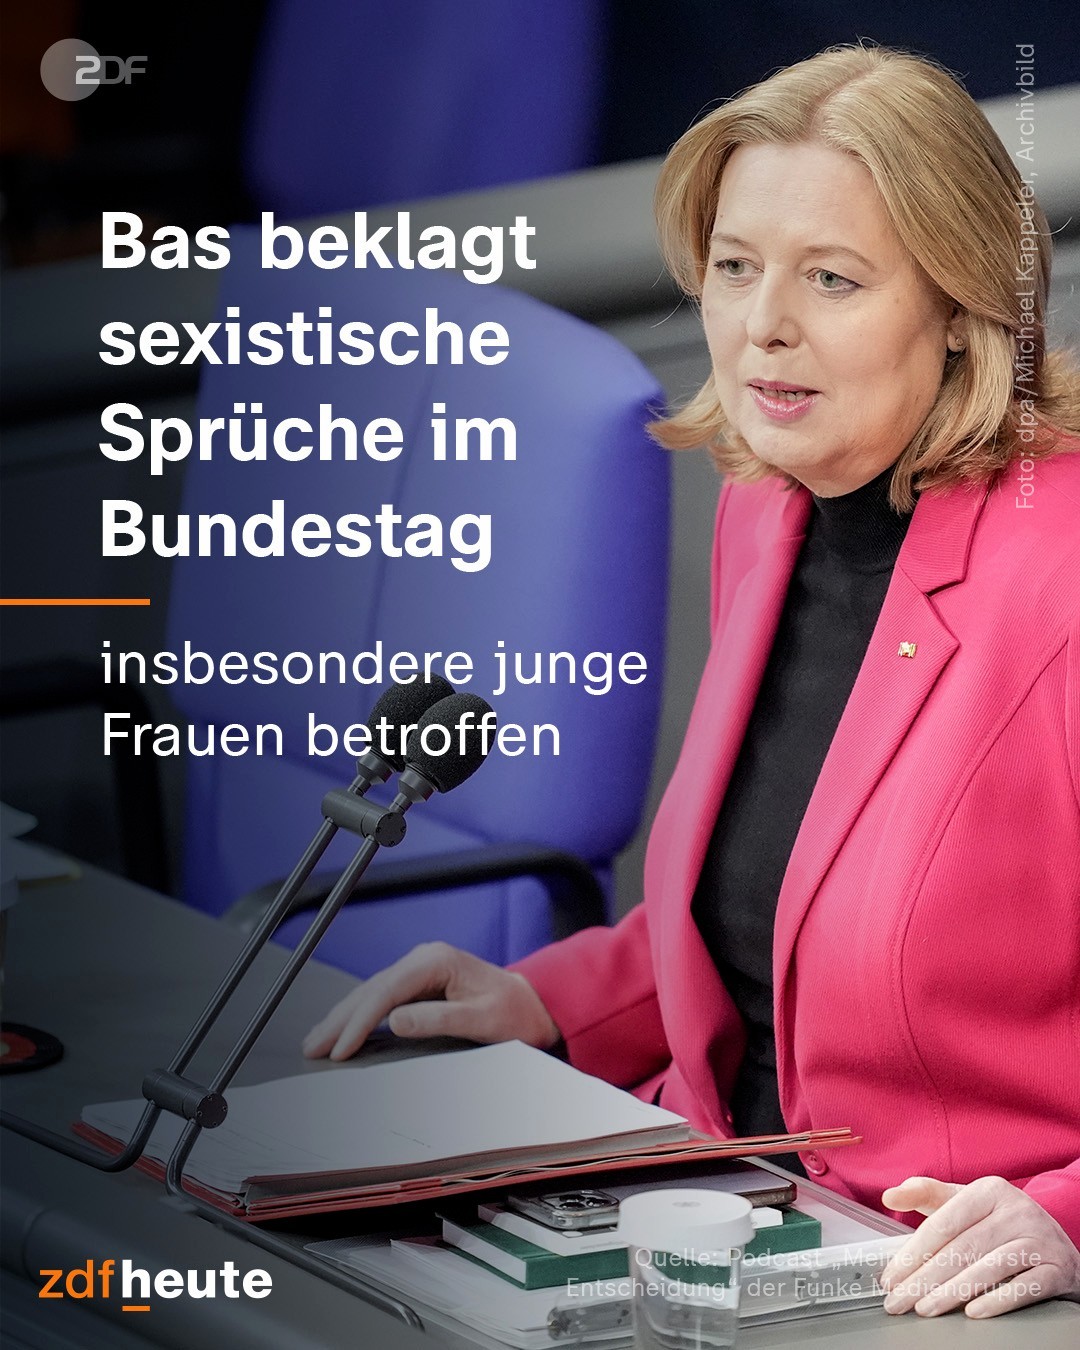 ZDF
Foto: dpa/Michael Kappeler, Archivbild
Bas beklagt
sexistische
Sprüche im
Bundestag
insbesondere junge
Frauen betroffen
zdfheute
Quelle: Podcast „Meine schwerste
Entscheidung“ der Funke Mediengruppe